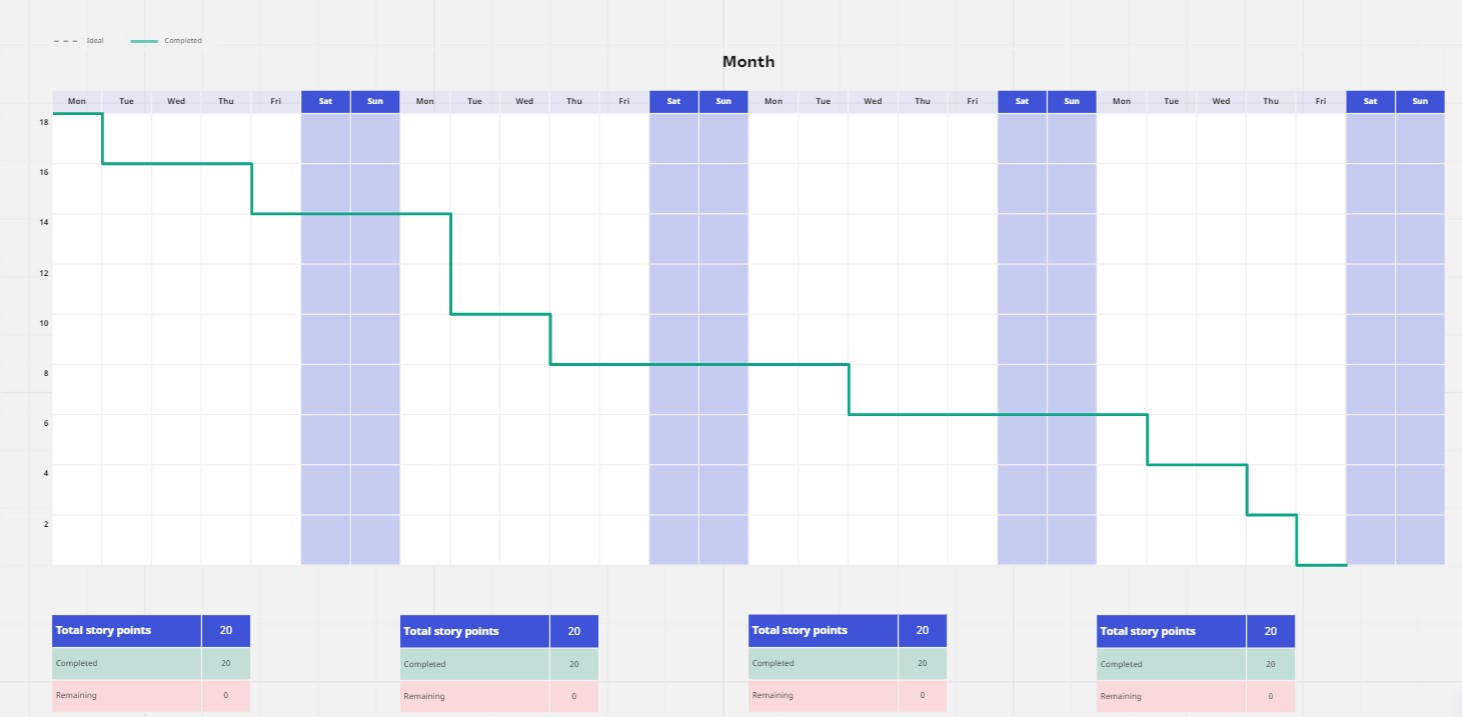 Ideal Completed
Month
Mon Tue Wed Thu Fri Sat Sun Mon Tue Wed Thu Fri Sat Sun Mon Tue Wed Thu Fri Sat Sun Mon Tue Wed Thu Fri Sat Sun
18
16
14
12
10
8
6
4
2
Total story points 20 Total story points 20 Total story points 20 Total story points 20
Completed 20 Completed 20 Completed 20 Completed 20
Remaining 0 Remaining 0 Remaining 0 Remaining 0